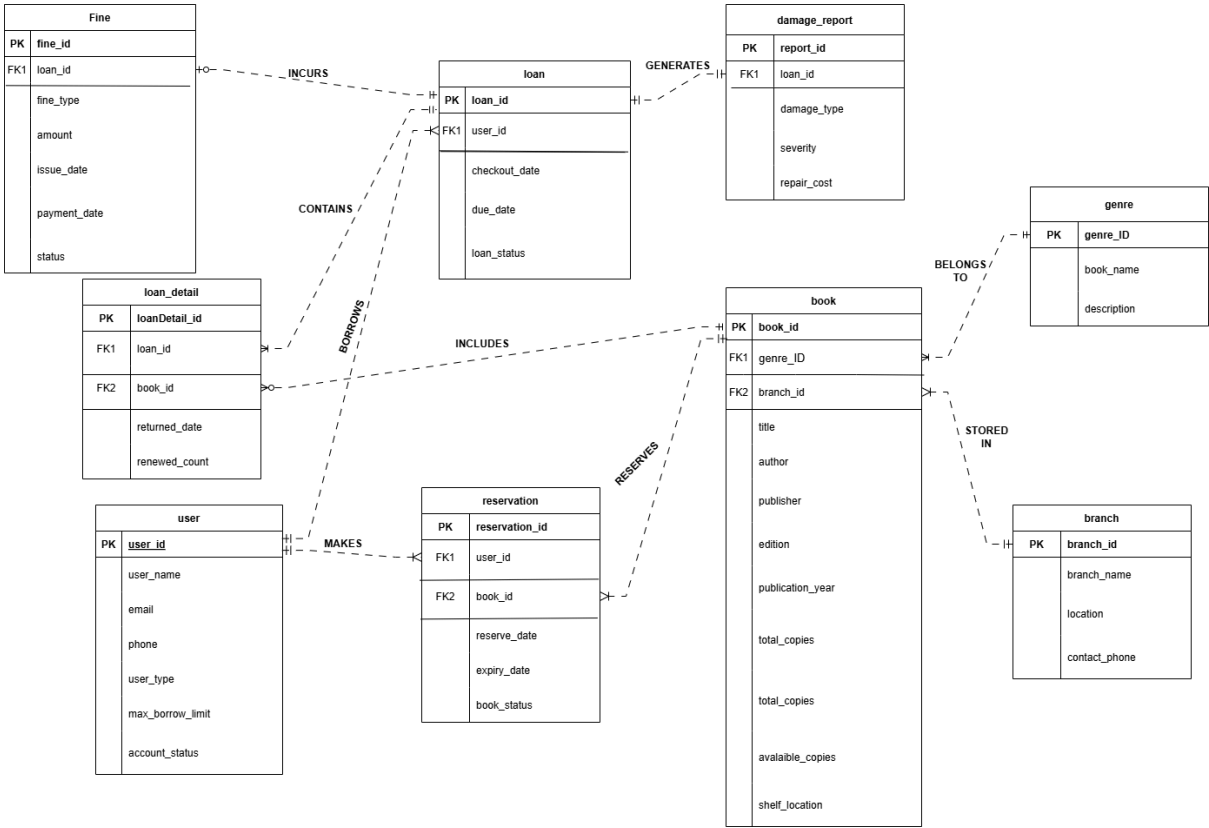 Fine
PK fine_id
FK1 loan_id
fine_type
amount
issue_date
payment_date
status
INCURS
loan
PK loan_id
FK1 user_id
checkout_date
due_date
loan_status
GENERATES
damage_report
PK report_id
FK1 loan_id
damage_type
severity
repair_cost
CONTAINS
BORROWS
genre
PK genre_ID
book_name
description
BELONGS
TO
loan_detail
PK loanDetail_id
FK1 loan_id
FK2 book_id
returned_date
renewed_count
INCLUDES
book
PK book_id
FK1 genre_ID
FK2 branch_id
title
author
publisher
edition
publication_year
total_copies
total_copies
avalaible_copies
shelf_location
STORED
IN
RESERVES
user
PK user_id
user_name
email
phone
user_type
max_borrow_limit
account_status
MAKES
reservation
PK reservation_id
FK1 user_id
FK2 book_id
reserve_date
expiry_date
book_status
branch
PK branch_id
branch_name
location
contact_phone